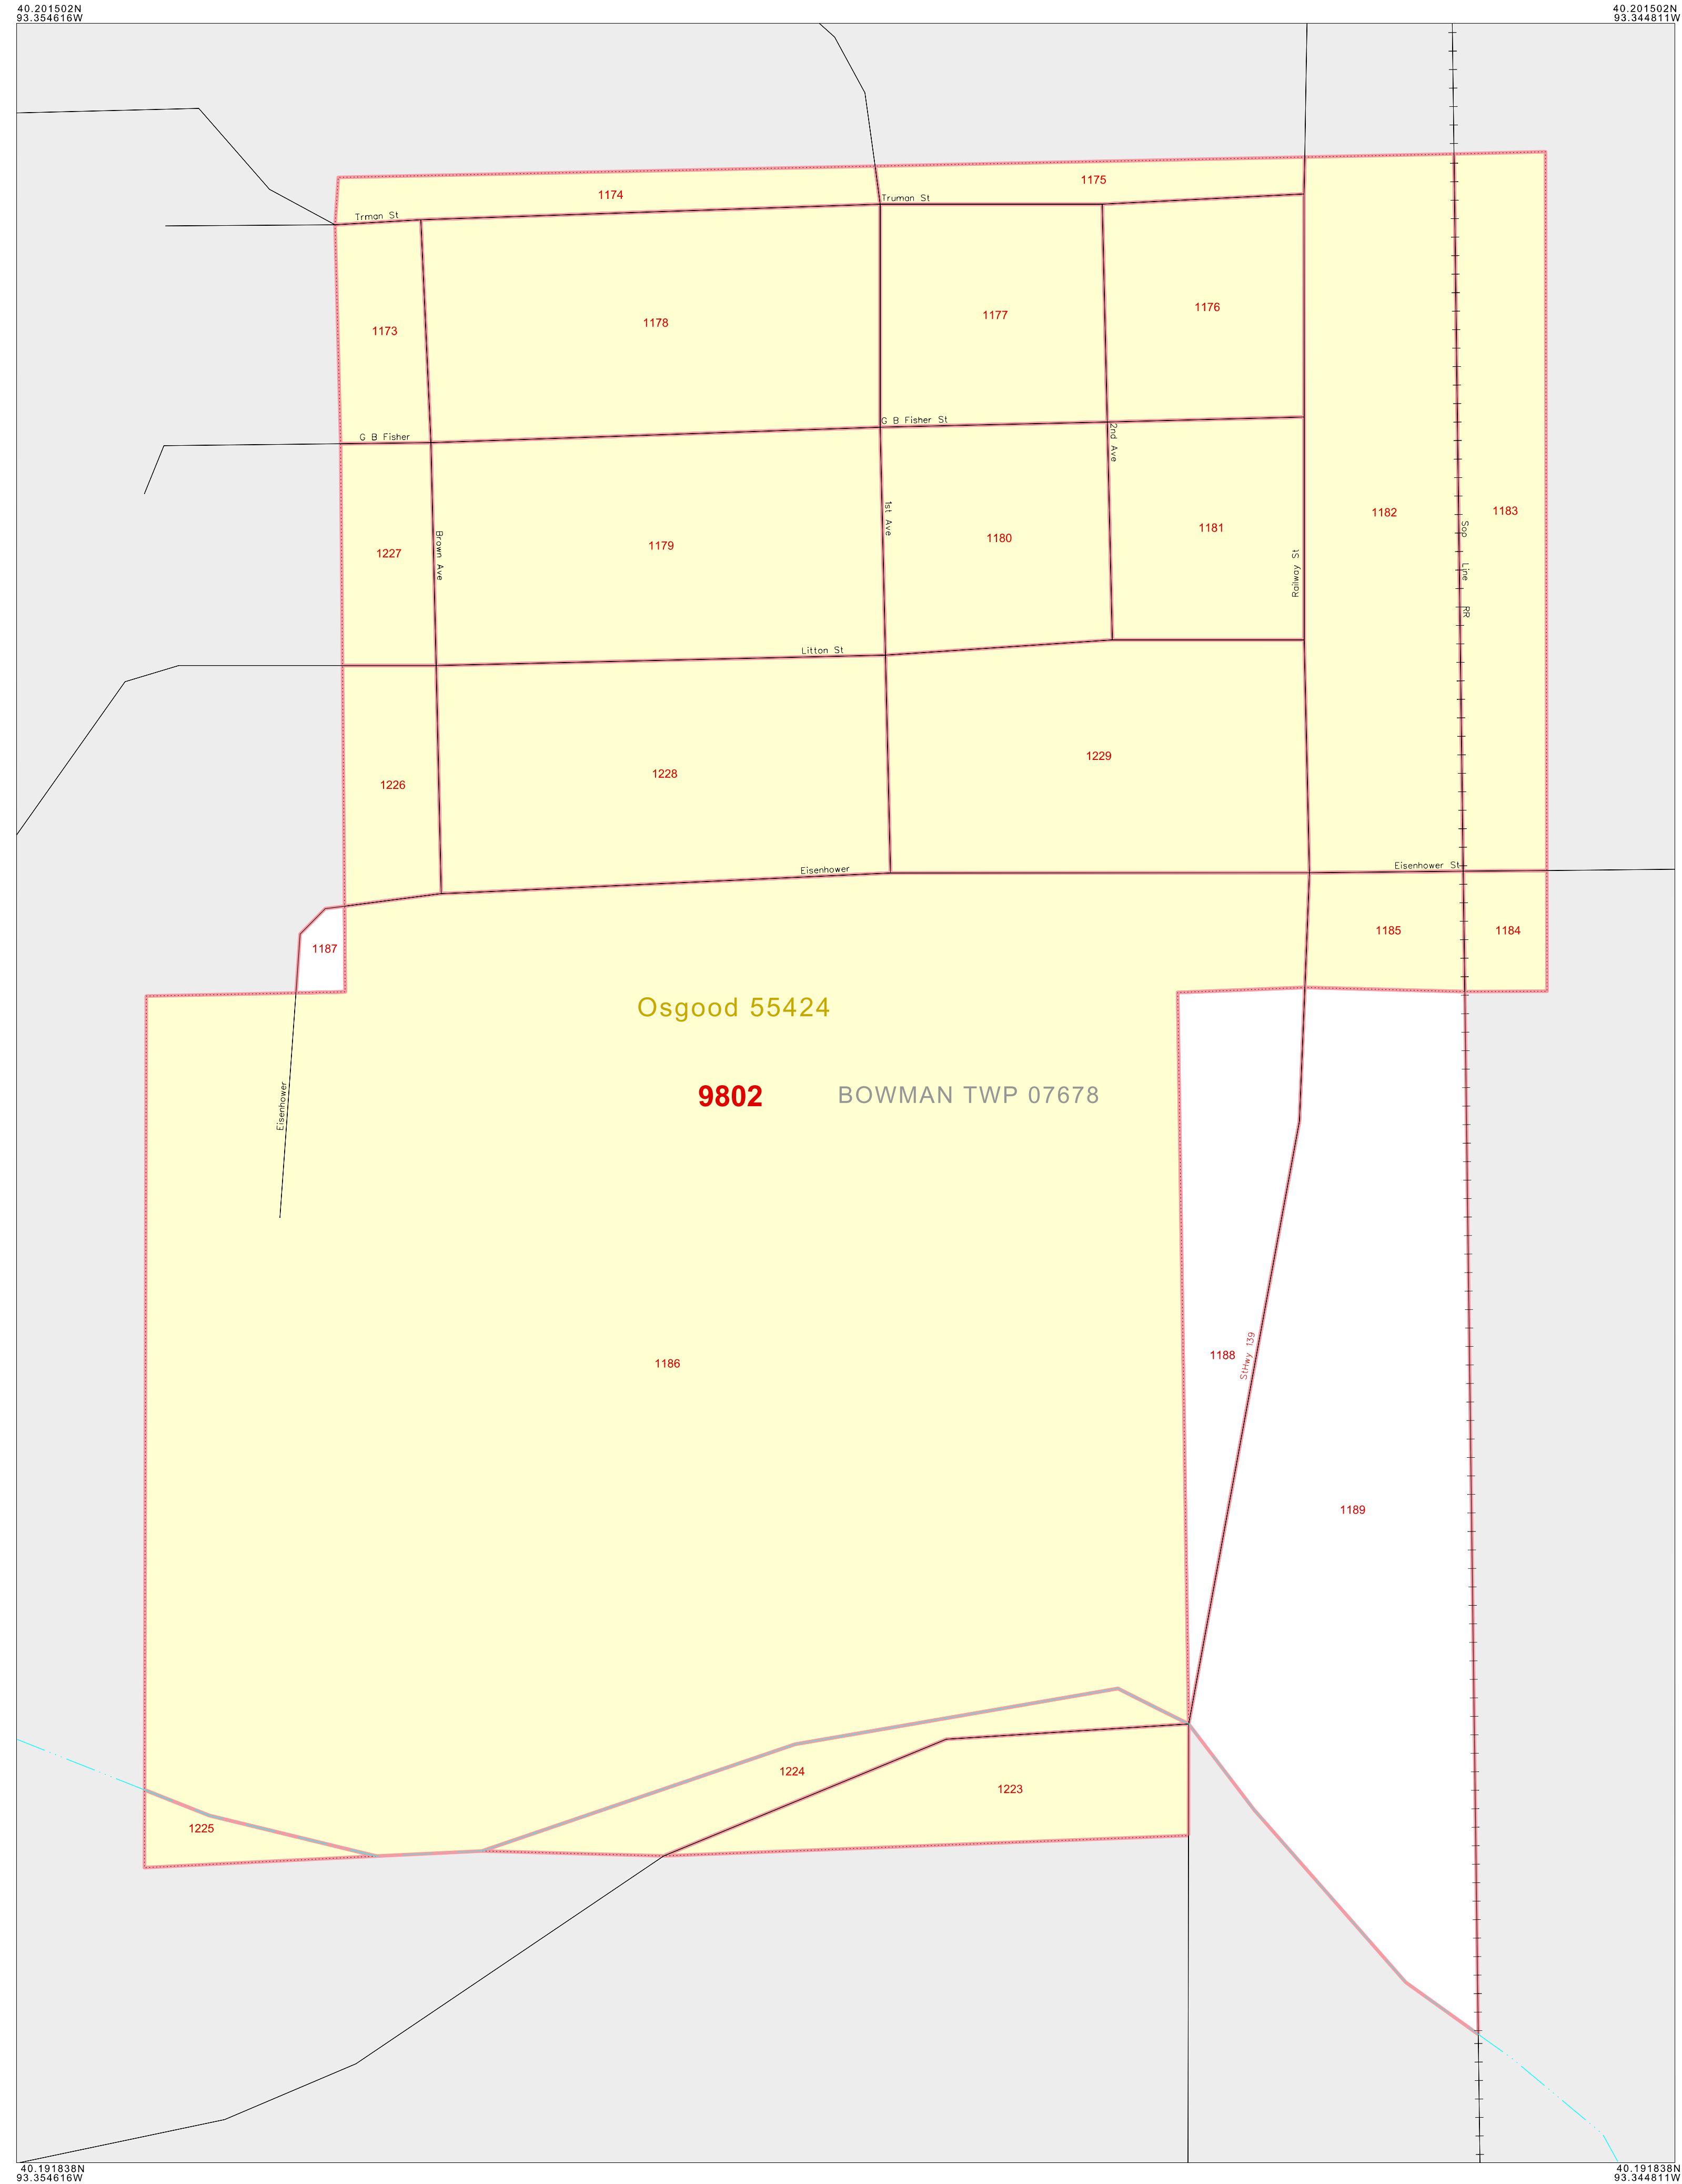 40.201502N
93.354616W
40.201502N
93.344811W
1174
1175
Trman St
Truman St
1173
1178
1177
1176
G B Fisher
G B Fisher St
2nd Ave
1227
Brown Ave
1179
1st Ave
1180
1181
Railway St
1182
Soo Line RR
1183
Litton St
1226
1228
1229
Eisenhower
Eisenhower St
1187
1185
1184
Osgood 55424
9802
BOWMAN TWP 07678
Eisenhower
1186
1188
StHwy 139
1189
1224
1223
1225
40.191838N
93.354616W
40.191838N
93.344811W